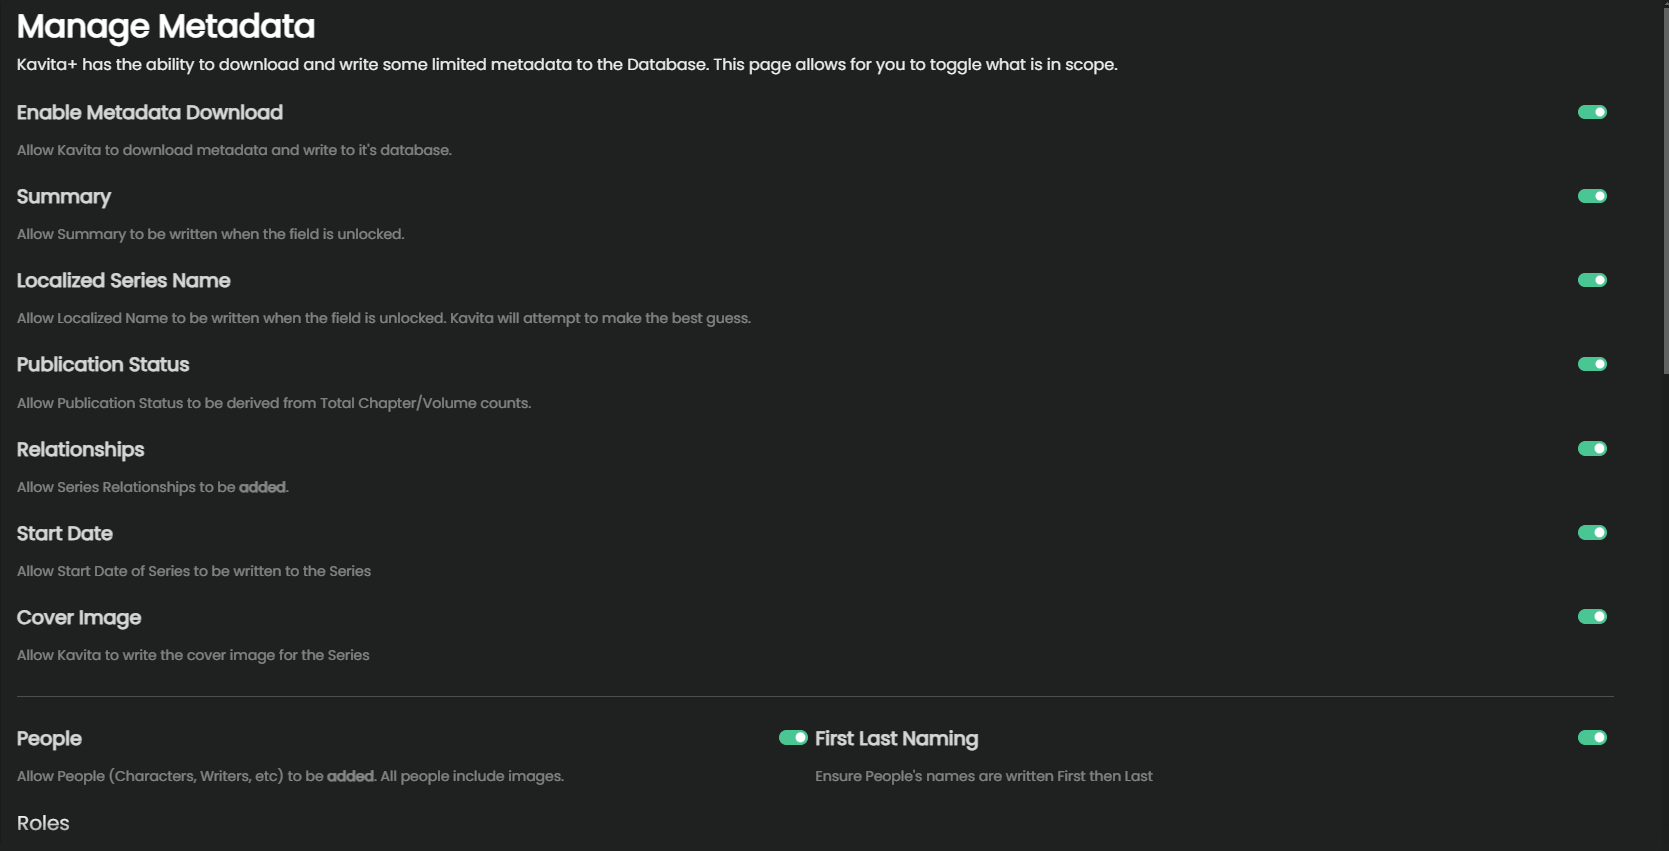 Manage Metadata
Kavita+ has the ability to download and write some limited metadata to the Database. This page allows for you to toggle what is in scope.
Enable Metadata Download
Allow Kavita to download metadata and write to it's database.
Summary
Allow Summary to be written when the field is unlocked.
Localized Series Name
Allow Localized Name to be written when the field is unlocked. Kavita will attempt to make the best guess.
Publication Status
Allow Publication Status to be derived from Total Chapter/Volume counts.
Relationships
Allow Series Relationships to be added.
Start Date
Allow Start Date of Series to be written to the Series
Cover Image
Allow Kavita to write the cover image for the Series
People
Allow People (Characters, Writers, etc) to be added. All people include images.
First Last Naming
Ensure People's names are written First then Last
Roles